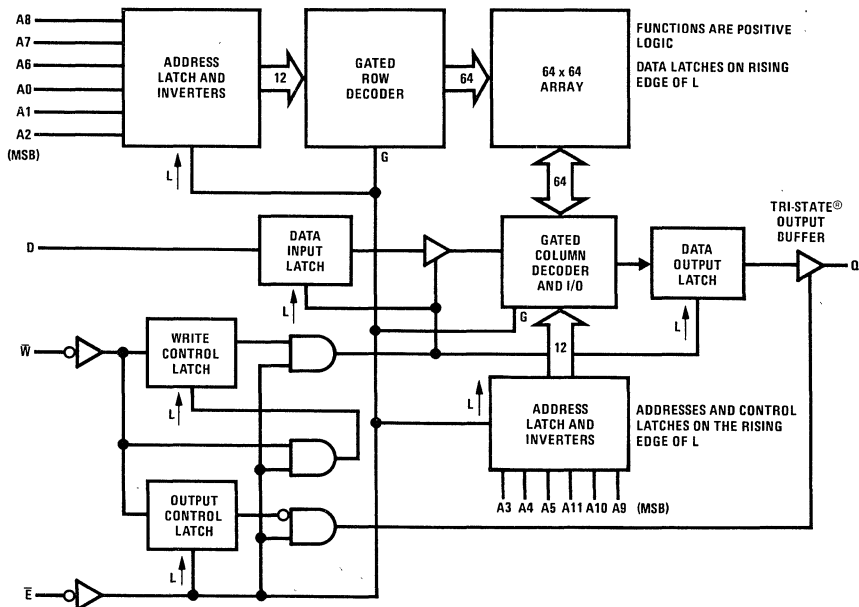 A8
A7
A6
A0
A1
A2
(MSB)
ADDRESS
LATCH AND
INVERTERS
L
12
GATED
ROW
DECODER
G
64
64 x 64
ARRAY
FUNCTIONS ARE POSITIVE
LOGIC
DATA LATCHES ON RISING
EDGE OF L
64
D
DATA
INPUT
LATCH
L
GATED
COLUMN
DECODER
AND I/O
G
DATA
OUTPUT
LATCH
L
TRI-STATE®
OUTPUT
BUFFER
Q
W̅
WRITE
CONTROL
LATCH
L
12
L
ADDRESS
LATCH AND
INVERTERS
ADDRESSES AND CONTROL
LATCHES ON THE RISING
EDGE OF L
A3 A4 A5 A11 A10 A9 (MSB)
OUTPUT
CONTROL
LATCH
L
E̅